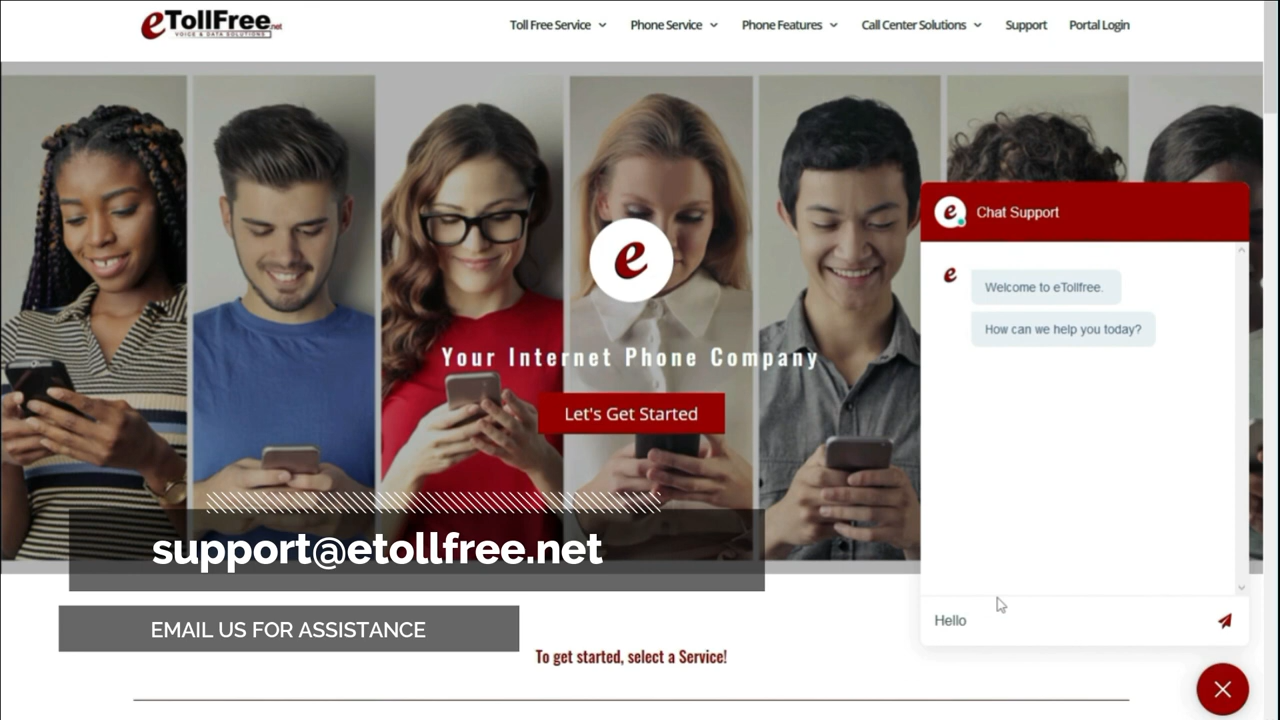 eTollFree.net
VOICE & DATA SOLUTIONS
Toll Free Service
Phone Service
Phone Features
Call Center Solutions
Support
Portal Login
e
Your Internet Phone Company
Let's Get Started
support@etollfree.net
EMAIL US FOR ASSISTANCE
To get started, select a Service!
e
Chat Support
e
Welcome to eTollfree.
How can we help you today?
Hello